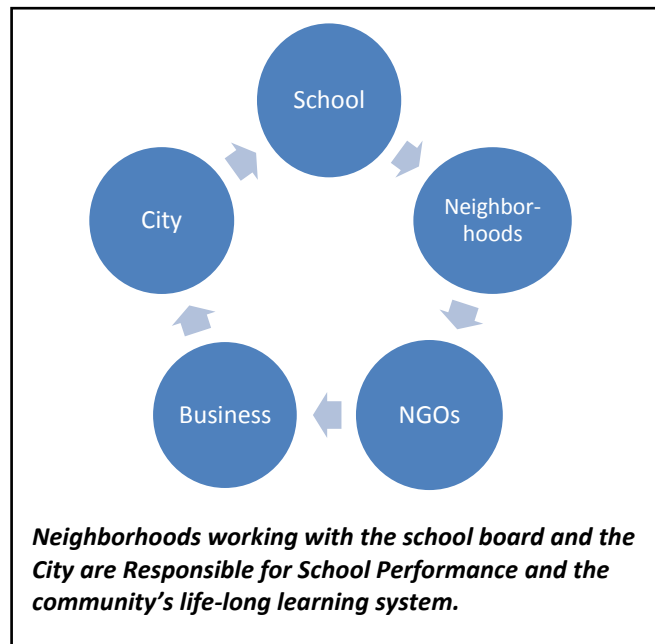 School
Neighbor-
hoods
NGOs
Business
City
Neighborhoods working with the school board and the
City are Responsible for School Performance and the
community's life-long learning system.